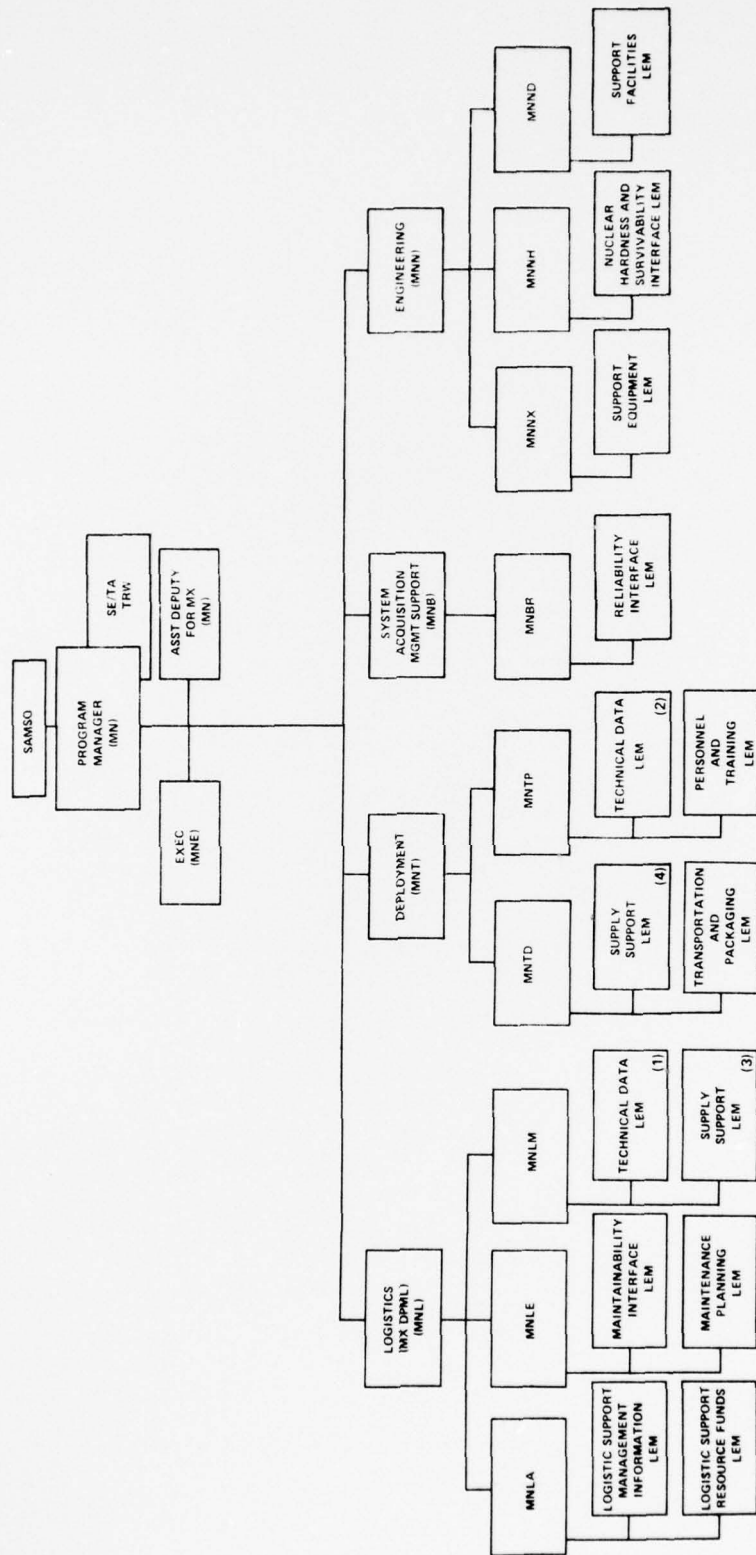 SAMSO
PROGRAM
MANAGER
(MN)
SE/TA
TRW
EXEC
(MNE)
ASST DEPUTY
FOR MX
(MN)
LOGISTICS
(MX DPML)
(MNL)
DEPLOYMENT
(MNT)
SYSTEM
ACQUISITION
MGMT SUPPORT
(MNB)
ENGINEERING
(MNN)
MNLA
MNLE
MNLM
MNTD
MNTP
MNBR
MNNX
MNNH
MNND
LOGISTIC SUPPORT
MANAGEMENT
INFORMATION
LEM
MAINTAINABILITY
INTERFACE
LEM
TECHNICAL DATA
LEM
(1)
SUPPLY
SUPPORT
LEM
(4)
TECHNICAL DATA
LEM
(2)
RELIABILITY
INTERFACE
LEM
SUPPORT
EQUIPMENT
LEM
NUCLEAR
HARDNESS AND
SURVIVABILITY
INTERFACE LEM
SUPPORT
FACILITIES
LEM
LOGISTIC SUPPORT
RESOURCE FUNDS
LEM
MAINTENANCE
PLANNING
LEM
SUPPLY
SUPPORT
LEM
(3)
TRANSPORTATION
AND
PACKAGING
LEM
PERSONNEL
AND
TRAINING
LEM